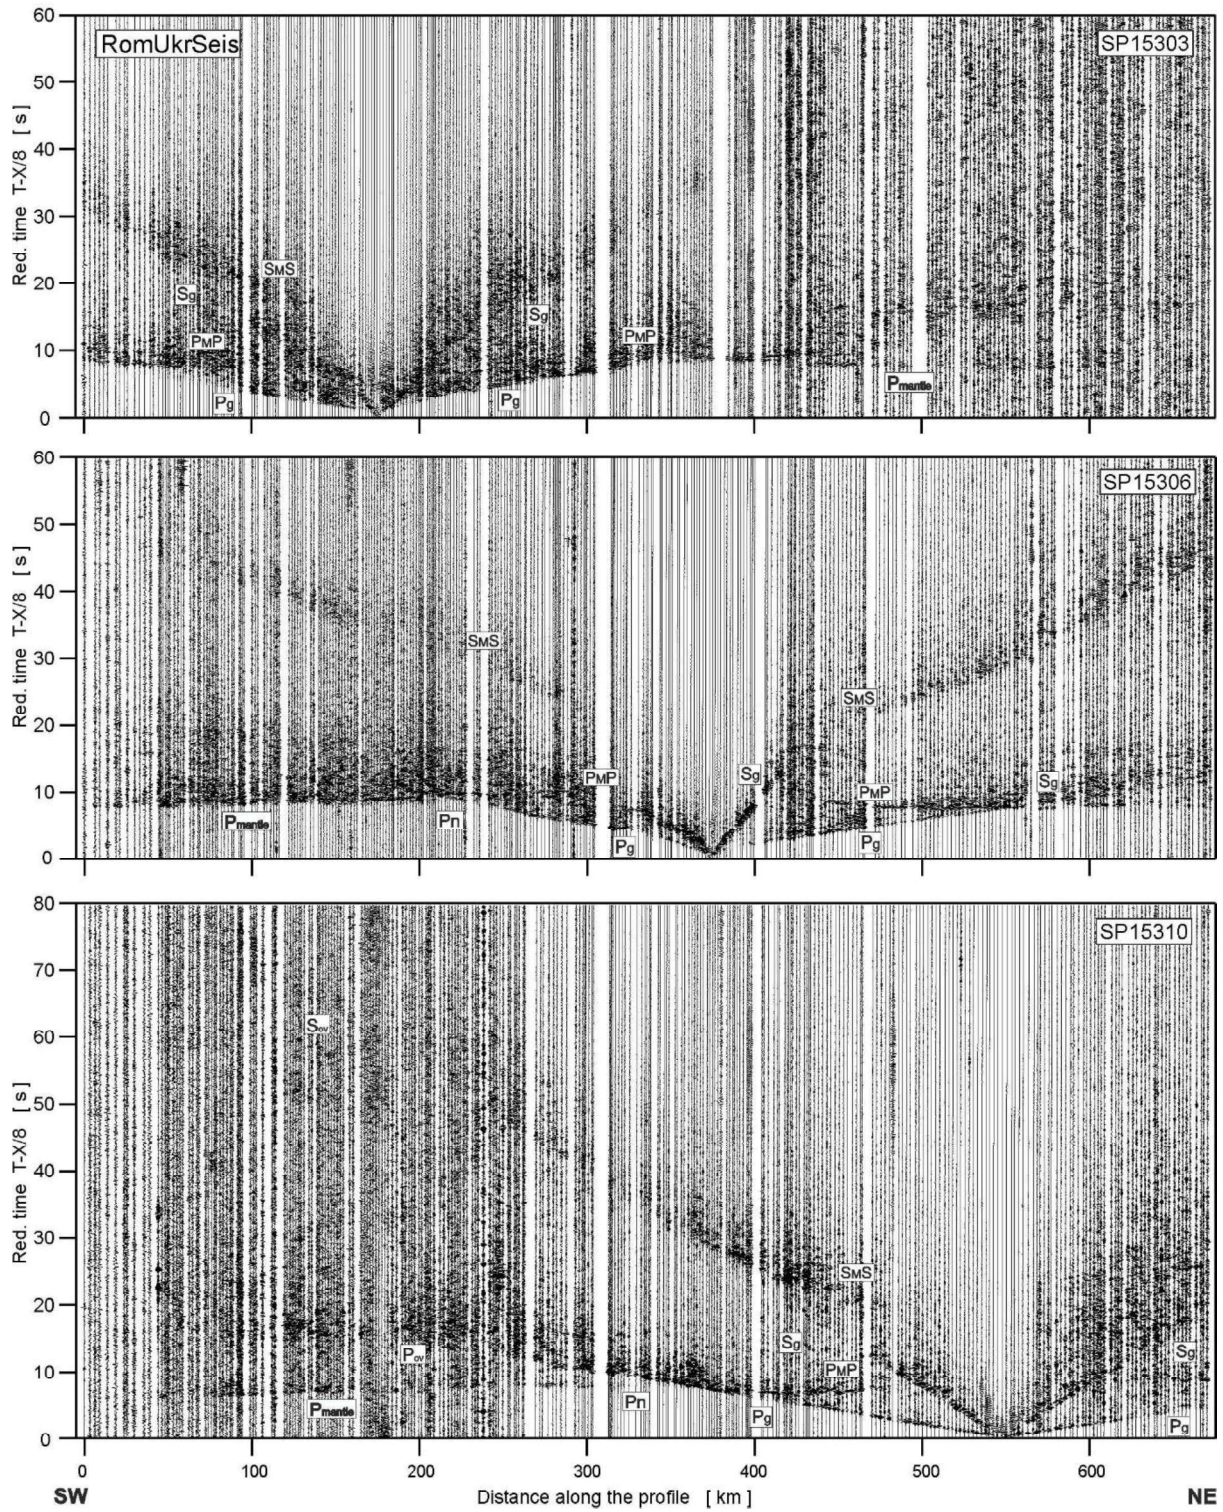 RomUkrSeis
SP15303
Red. time T-X/8 [ s ]
60
50
40
30
20
10
0
SMS
Sg
Sg
PMP
PMP
Pmantle
Pg
Pg
SP15306
Red. time T-X/8 [ s ]
60
50
40
30
20
10
0
SMS
SMS
PMP
Sg
PMP
Sg
Pmantle
Pn
Pg
Pg
SP15310
Red. time T-X/8 [ s ]
80
70
60
50
40
30
20
10
0
Sov
SMS
Sg
Sg
Pov
PMP
Pmantle
Pn
Pg
Pg
0 100 200 300 400 500 600
SW Distance along the profile [ km ] NE